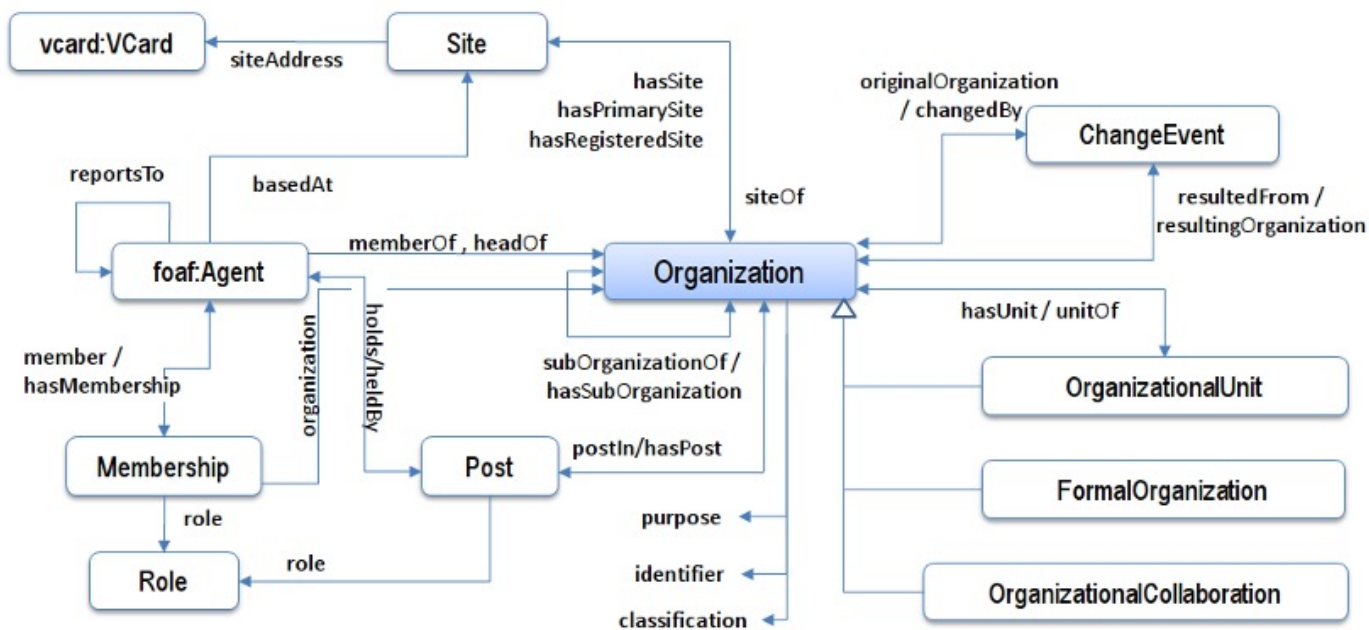 vcard:VCard
siteAddress
Site
hasSite
hasPrimarySite
hasRegisteredSite
siteOf
originalOrganization
/ changedBy
ChangeEvent
resultedFrom /
resultingOrganization
reportsTo
basedAt
foaf:Agent
memberOf , headOf
Organization
hasUnit / unitOf
member /
hasMembership
organization
holds/heldBy
subOrganizationOf /
hasSubOrganization
OrganizationalUnit
Membership
Post
postIn/hasPost
FormalOrganization
role
Role
role
purpose
identifier
classification
OrganizationalCollaboration